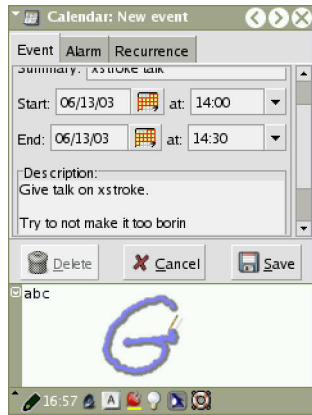 Calendar: New event
Event Alarm Recurrence
Summary: xstroke talk
Start: 06/13/03 at: 14:00
End: 06/13/03 at: 14:30
Description:
Give talk on xstroke.
Try to not make it too borin
Delete Cancel Save
abc
G
16:57 A